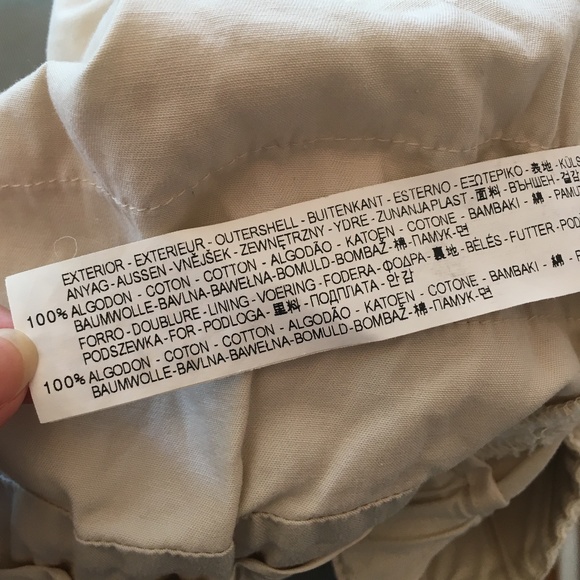 EXTERIOR - EXTERIEUR - OUTERSHELL - BUITENKANT - ESTERNO - ΕΞΩΤΕΡΙΚΟ - 表地 - KÜLS
ANYAG - AUSSEN - VNĚJŠEK - ZEWNĘTRZNY - YDRE - ZUNANJA PLAST - 面料 - ВЪНШЕН - 겉감
100% ALGODON - COTON - COTTON - ALGODÃO - KATOEN - COTONE - BAMBAKI - 綿 - PAMU
BAUMWOLLE - BAVLNA - BAWELNA - BOMULD - BOMBAŽ - 棉 - ПАМУК - 면
FORRO - DOUBLURE - LINING - VOERING - FODERA - ΦΟΔΡΑ - 裏地 - BÉLÉS - FUTTER - POD
PODSZEWKA - FOR - PODLOGA - 里料 - ПОДПЛАТА - 안감
100% ALGODON - COTON - COTTON - ALGODÃO - KATOEN - COTONE - BAMBAKI - 綿
BAUMWOLLE - BAVLNA - BAWELNA - BOMULD - BOMBAŽ - 棉 - ПАМУК - 면